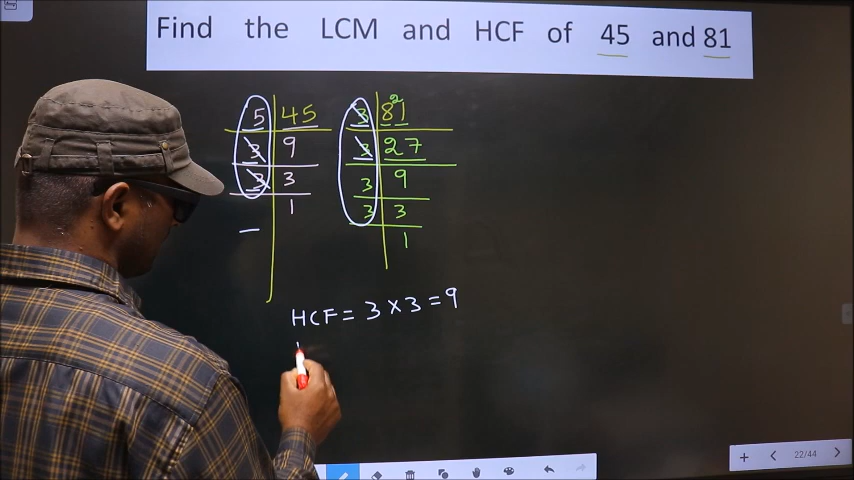 Find the LCM and HCF of 45 and 81
5 45 3 81
2
3 9 3 27
3 3 3 9
1 3 3
1
HCF = 3 × 3 = 9
22/44